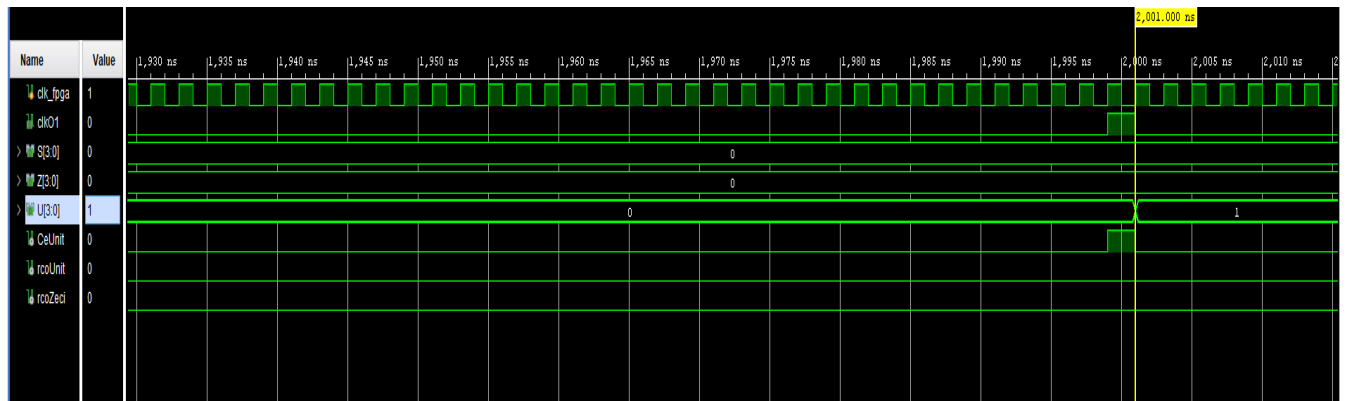 2,001.000 ns
Name Value 1,930 ns 1,935 ns 1,940 ns 1,945 ns 1,950 ns 1,955 ns 1,960 ns 1,965 ns 1,970 ns 1,975 ns 1,980 ns 1,985 ns 1,990 ns 1,995 ns 2,000 ns 2,005 ns 2,010 ns 2
clk_fpga 1
clkO1 0
> S[3:0] 0 0
> Z[3:0] 0 0
> U[3:0] 1 0 1
CeUnit 0
rcoUnit 0
rcoZeci 0